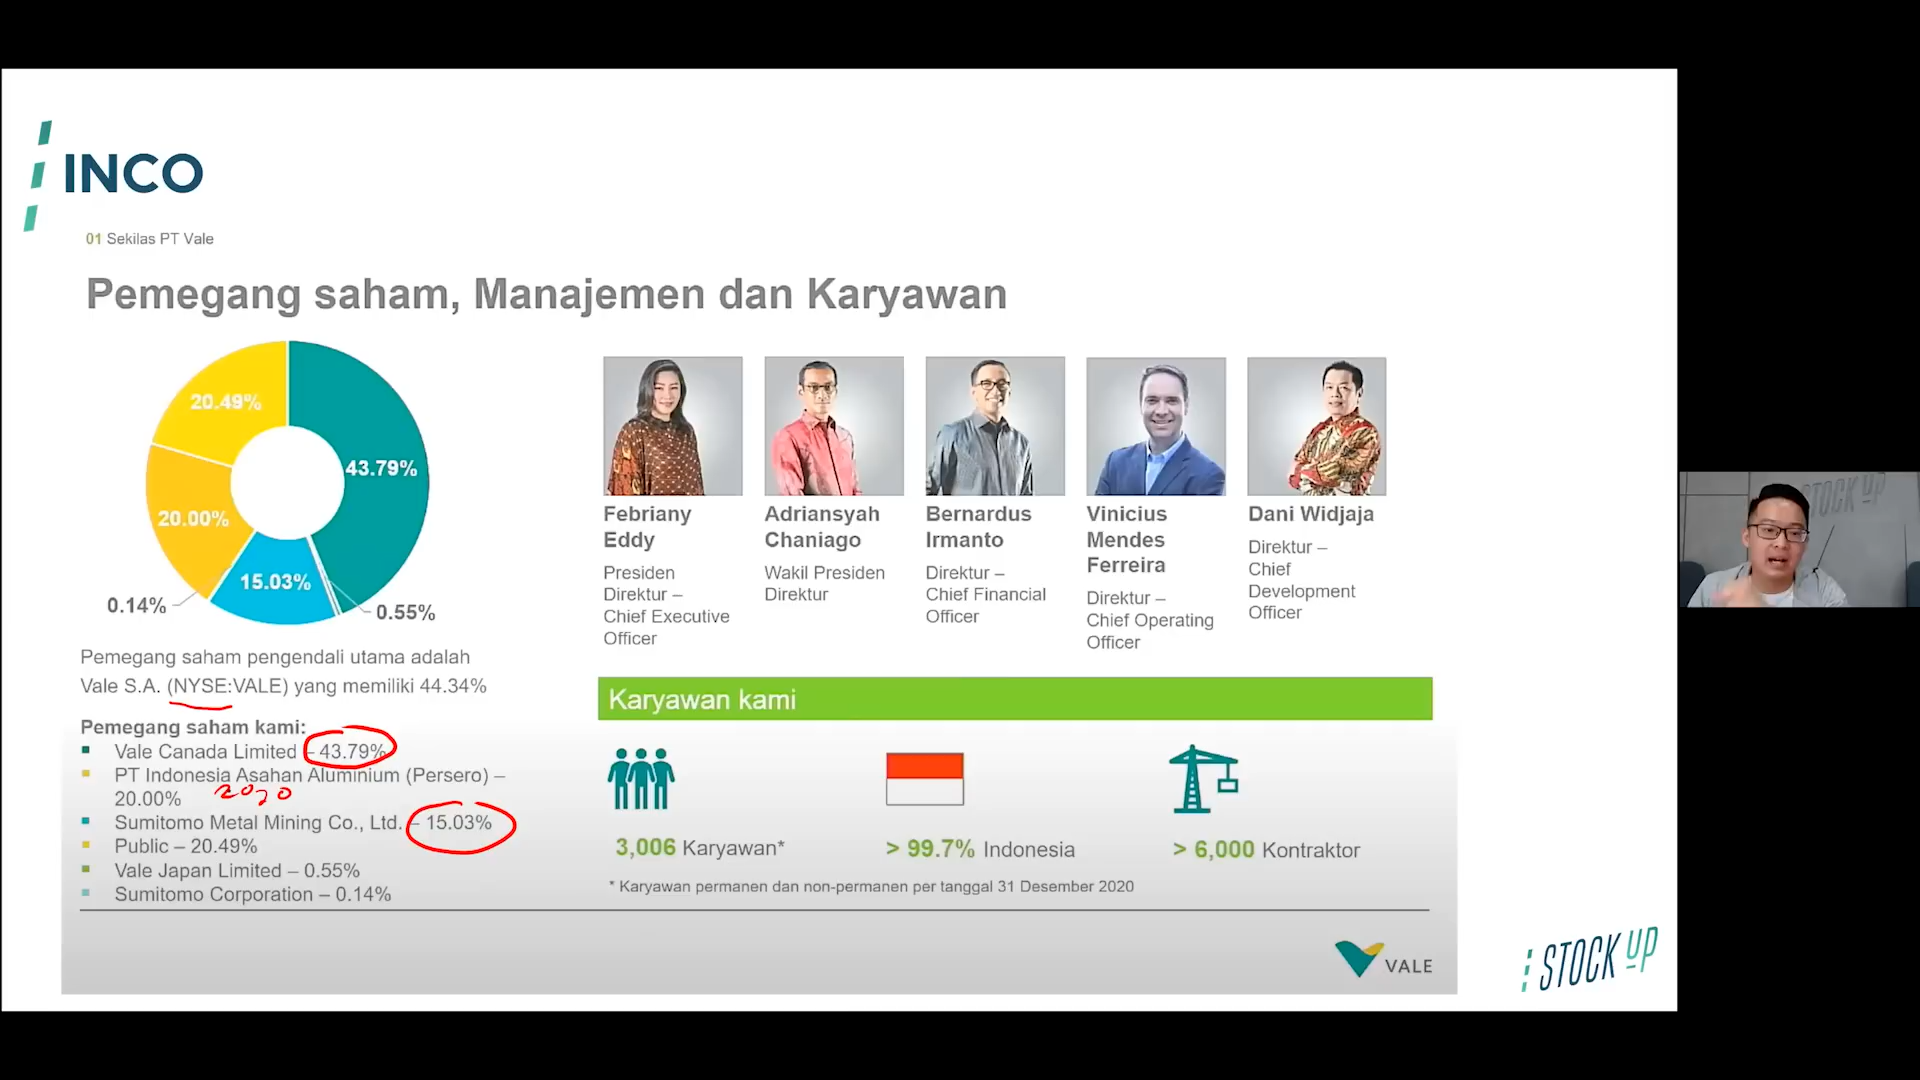 INCO
01 Sekilas PT Vale
Pemegang saham, Manajemen dan Karyawan
20.49%
43.79%
20.00%
15.03%
0.14%
0.55%
Pemegang saham pengendali utama adalah
Vale S.A. (NYSE:VALE) yang memiliki 44.34%
Pemegang saham kami:
Vale Canada Limited – 43.79%
PT Indonesia Asahan Aluminium (Persero) –
20.00%
2020
Sumitomo Metal Mining Co., Ltd. – 15.03%
Public – 20.49%
Vale Japan Limited – 0.55%
Sumitomo Corporation – 0.14%
Febriany
Eddy
Presiden
Direktur –
Chief Executive
Officer
Adriansyah
Chaniago
Wakil Presiden
Direktur
Bernardus
Irmanto
Direktur –
Chief Financial
Officer
Vinicius
Mendes
Ferreira
Direktur –
Chief Operating
Officer
Dani Widjaja
Direktur –
Chief
Development
Officer
Karyawan kami
3,006 Karyawan*
> 99.7% Indonesia
> 6,000 Kontraktor
* Karyawan permanen dan non-permanen per tanggal 31 Desember 2020
VALE
STOCK UP
STOCK UP